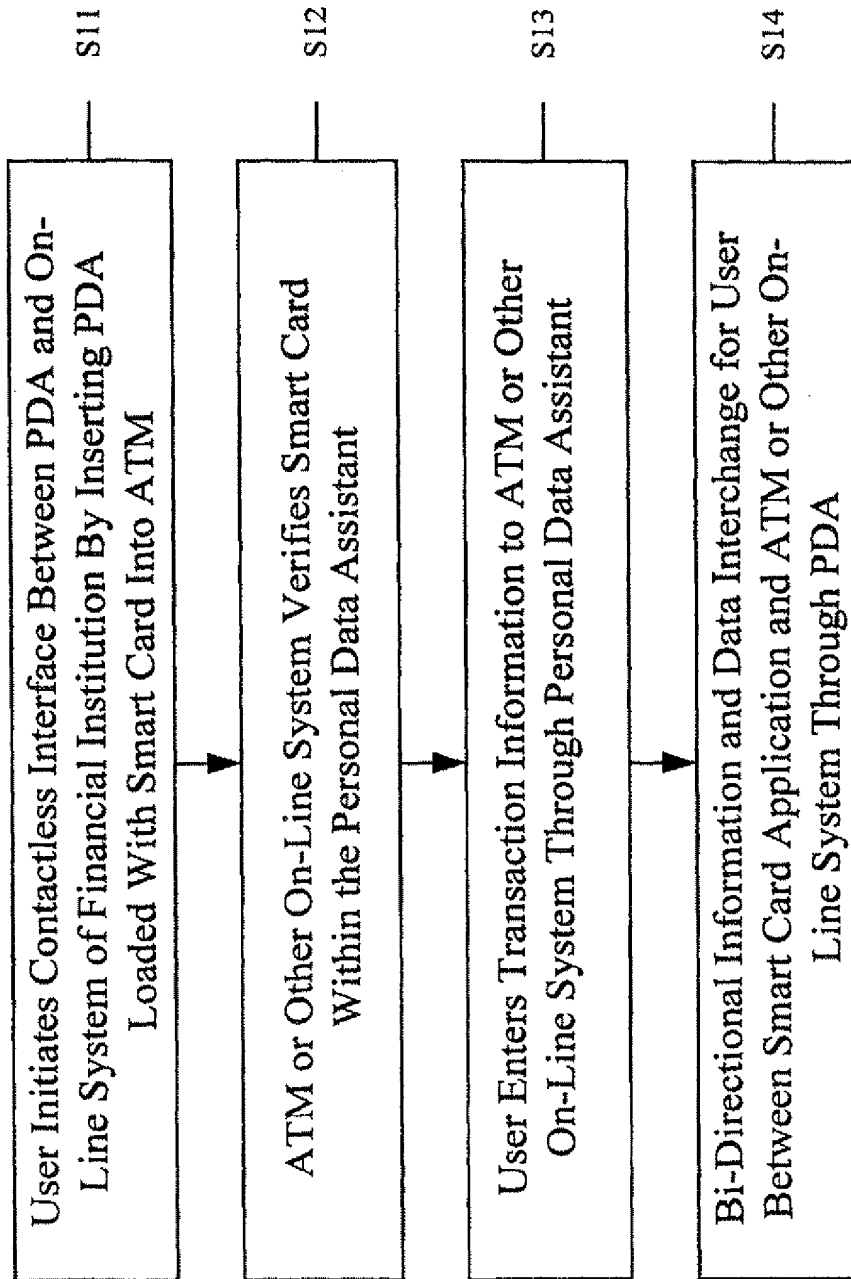 User Initiates Contactless Interface Between PDA and On-
Line System of Financial Institution By Inserting PDA
Loaded With Smart Card Into ATM
S11
ATM or Other On-Line System Verifies Smart Card
Within the Personal Data Assistant
S12
User Enters Transaction Information to ATM or Other
On-Line System Through Personal Data Assistant
S13
Bi-Directional Information and Data Interchange for User
Between Smart Card Application and ATM or Other On-
Line System Through PDA
S14